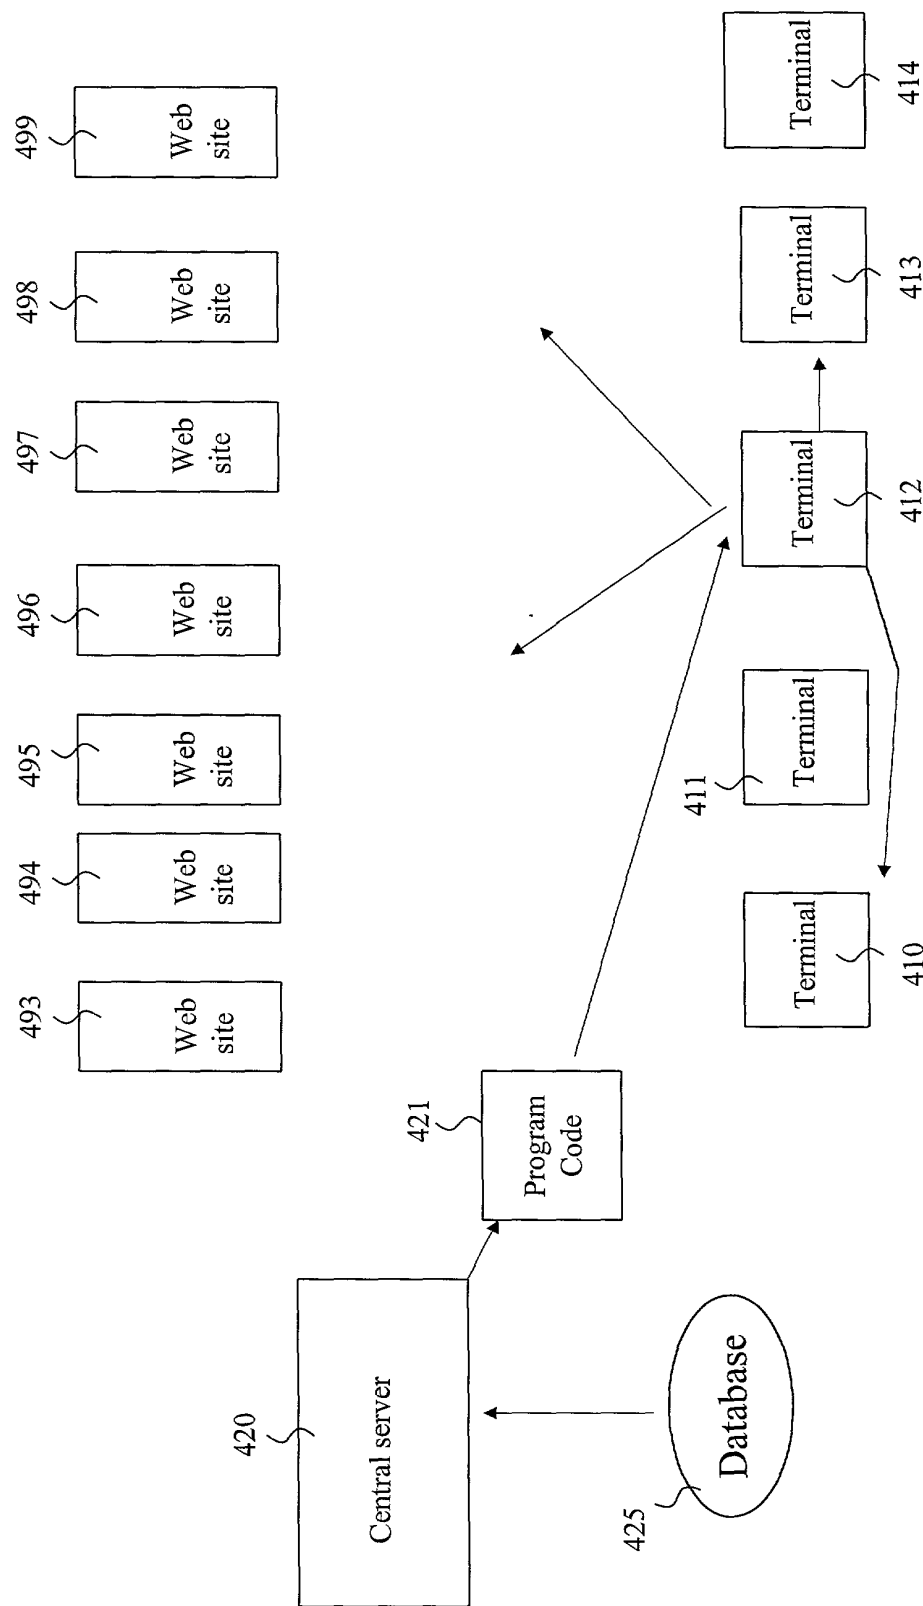 493
494
495
496
497
498
499
Web
site
Web
site
Web
site
Web
site
Web
site
Web
site
Web
site
420
Central server
421
Program
Code
425
Database
411
Terminal
Terminal
Terminal
Terminal
Terminal
410
412
413
414